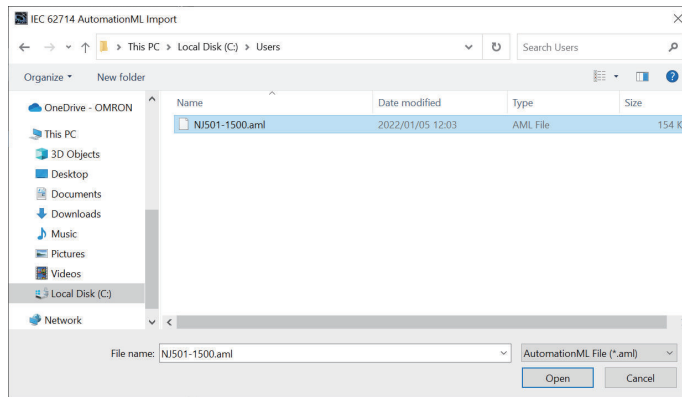 IEC 62714 AutomationML Import
This PC > Local Disk (C:) > Users
Search Users
Organize
New folder
Name Date modified Type Size
NJ501-1500.aml 2022/01/05 12:03 AML File 154 K
OneDrive - OMRON
This PC
3D Objects
Desktop
Documents
Downloads
Music
Pictures
Videos
Local Disk (C:)
Network
File name: NJ501-1500.aml AutomationML File (*.aml)
Open Cancel